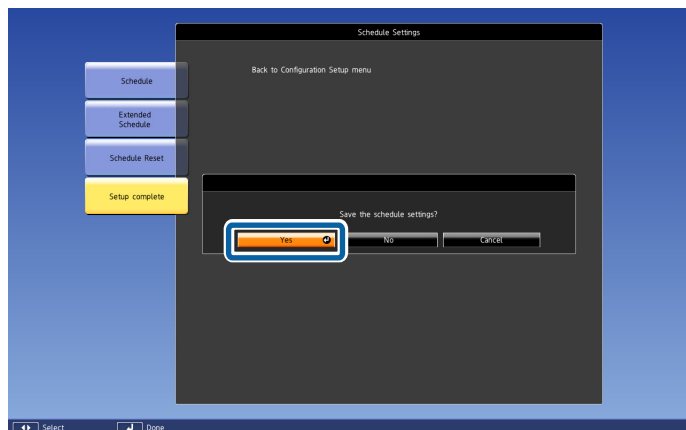 Schedule Settings
Back to Configuration Setup menu
Schedule
Extended
Schedule
Schedule Reset
Setup complete
Save the schedule settings?
Yes No Cancel
Select Done